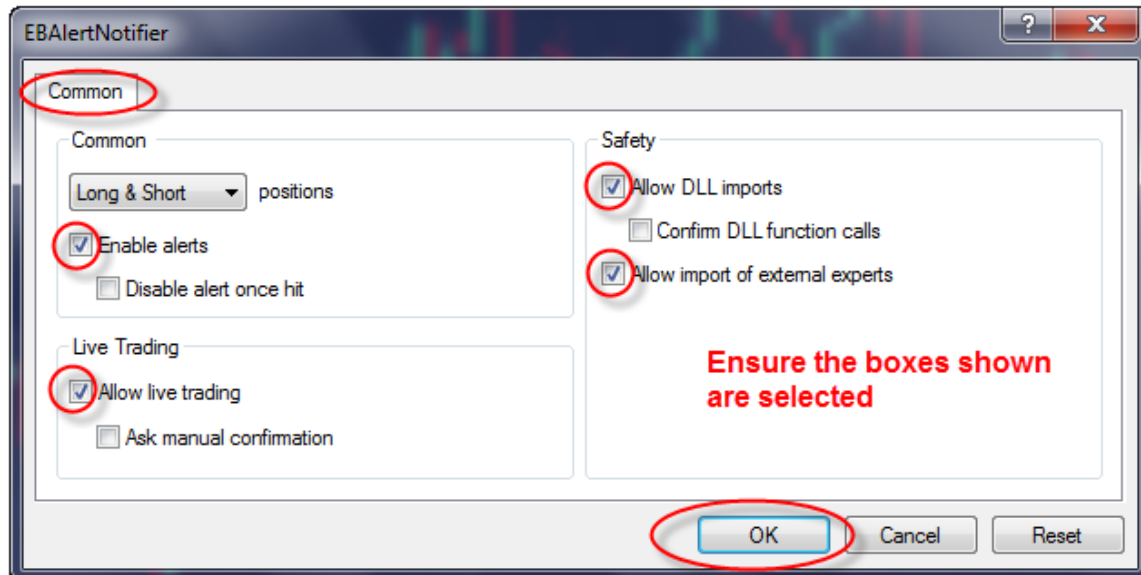 EBAlertNotifier
Common
Common
Long & Short positions
Enable alerts
Disable alert once hit
Live Trading
Allow live trading
Ask manual confirmation
Safety
Allow DLL imports
Confirm DLL function calls
Allow import of external experts
Ensure the boxes shown
are selected
OK Cancel Reset